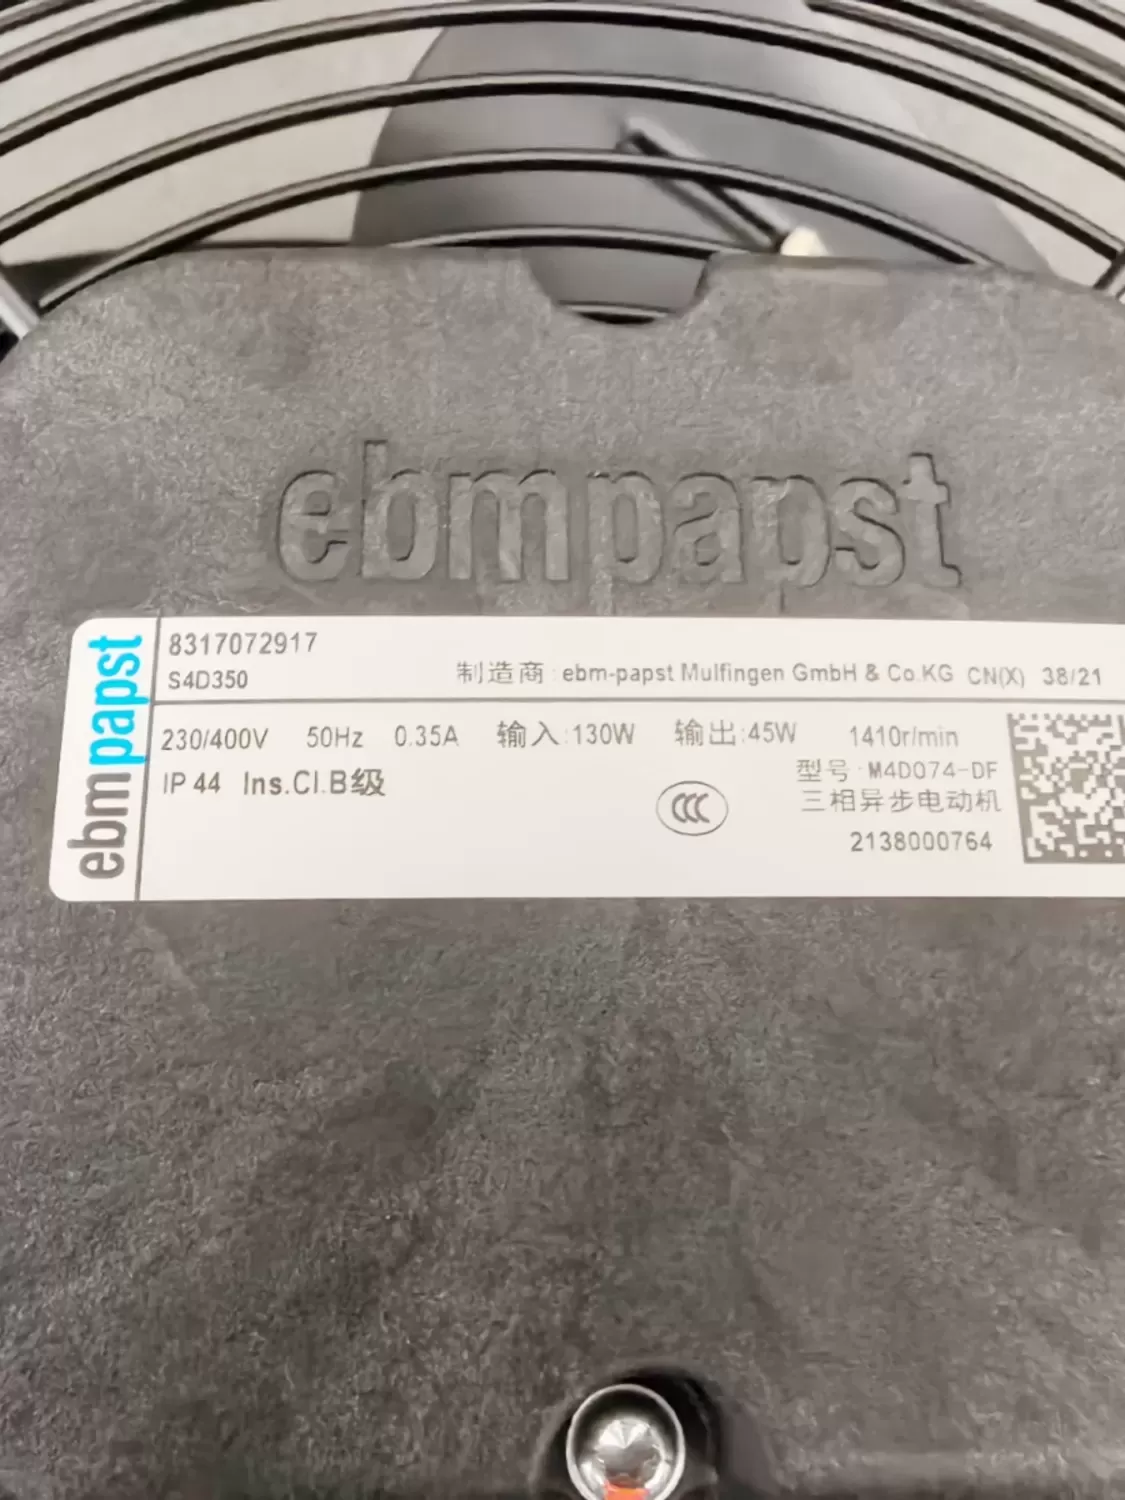 ebmpapst
ebmpapst
8317072917
S4D350
制造商:ebm-papst Mulfingen GmbH & Co.KG CN(X) 38/21
230/400V 50Hz 0.35A 输入:130W 输出:45W 1410r/min
IP 44 Ins.Cl.B级
型号:M4D074-DF
三相异步电动机
CCC
2138000764